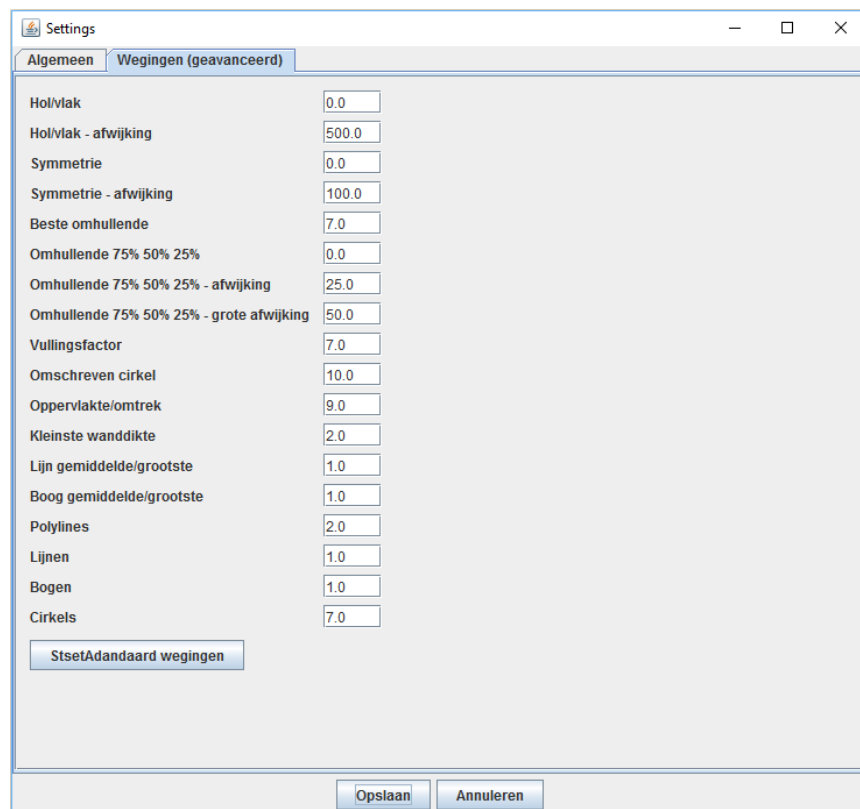 Settings
Algemeen Wegingen (geavanceerd)
Hol/vlak 0.0
Hol/vlak - afwijking 500.0
Symmetrie 0.0
Symmetrie - afwijking 100.0
Beste omhullende 7.0
Omhullende 75% 50% 25% 0.0
Omhullende 75% 50% 25% - afwijking 25.0
Omhullende 75% 50% 25% - grote afwijking 50.0
Vullingsfactor 7.0
Omschreven cirkel 10.0
Oppervlakte/omtrek 9.0
Kleinste wanddikte 2.0
Lijn gemiddelde/grootste 1.0
Boog gemiddelde/grootste 1.0
Polylines 2.0
Lijnen 1.0
Bogen 1.0
Cirkels 7.0
StsetAdandaard wegingen
Opslaan Annuleren